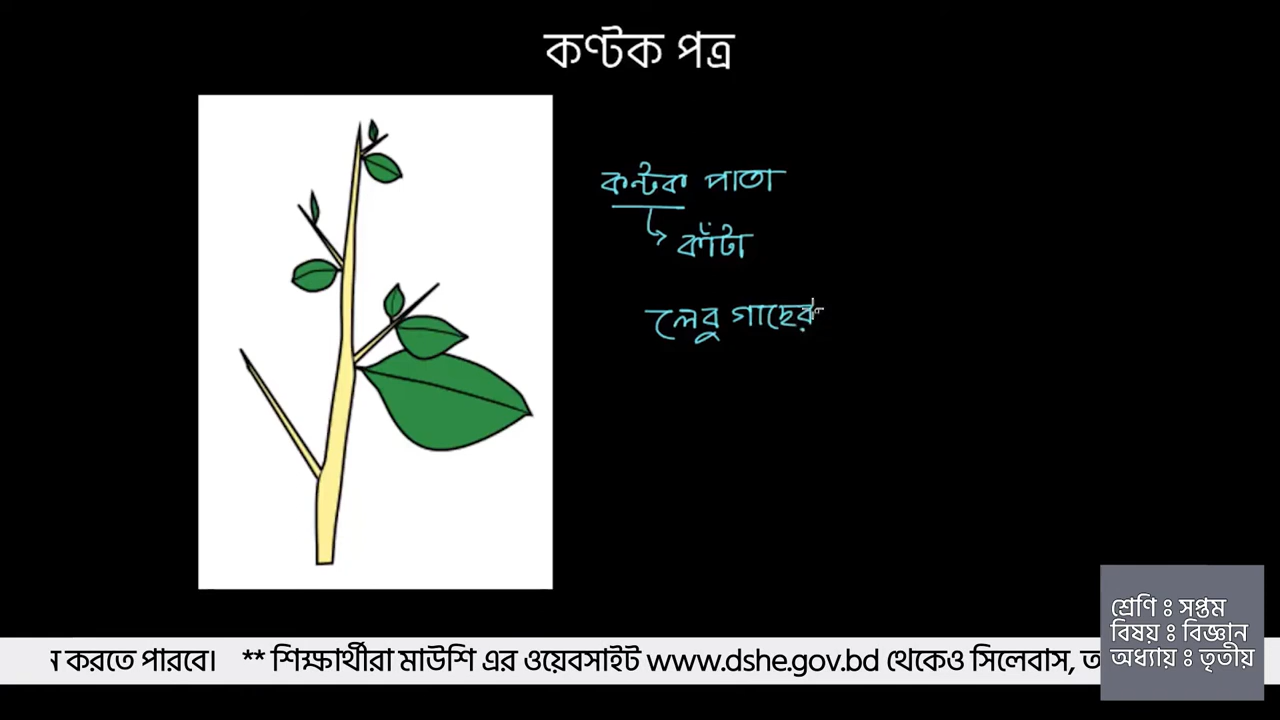 কণ্টক পত্র
কন্টক পাতা
কাঁটা
লেবু গাছের
শ্রেণি ঃ সপ্তম
বিষয় ঃ বিজ্ঞান
অধ্যায় ঃ তৃতীয়
ন করতে পারবে। ** শিক্ষার্থীরা মাউশি এর ওয়েবসাইট www.dshe.gov.bd থেকেও সিলেবাস,